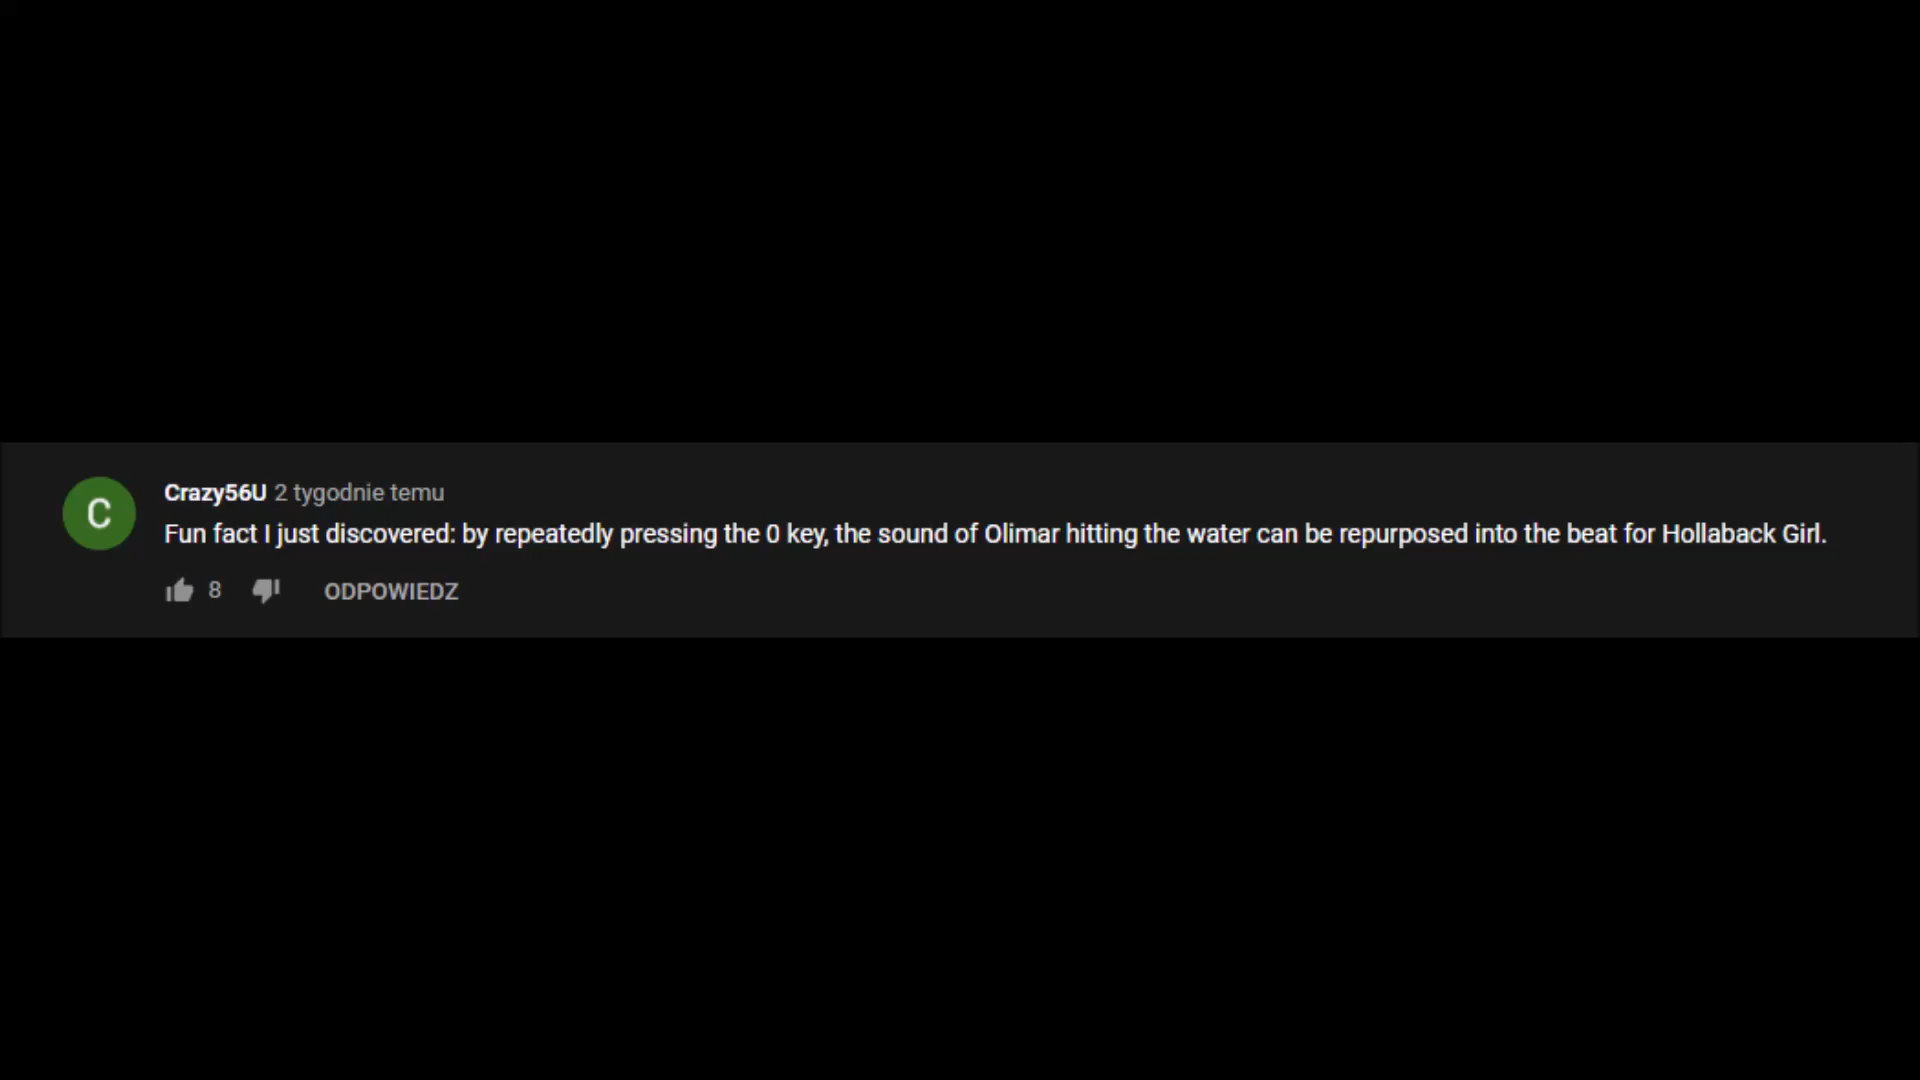 C
Crazy56U 2 tygodnie temu
Fun fact I just discovered: by repeatedly pressing the 0 key, the sound of Olimar hitting the water can be repurposed into the beat for Hollaback Girl.
8 ODPOWIEDZ